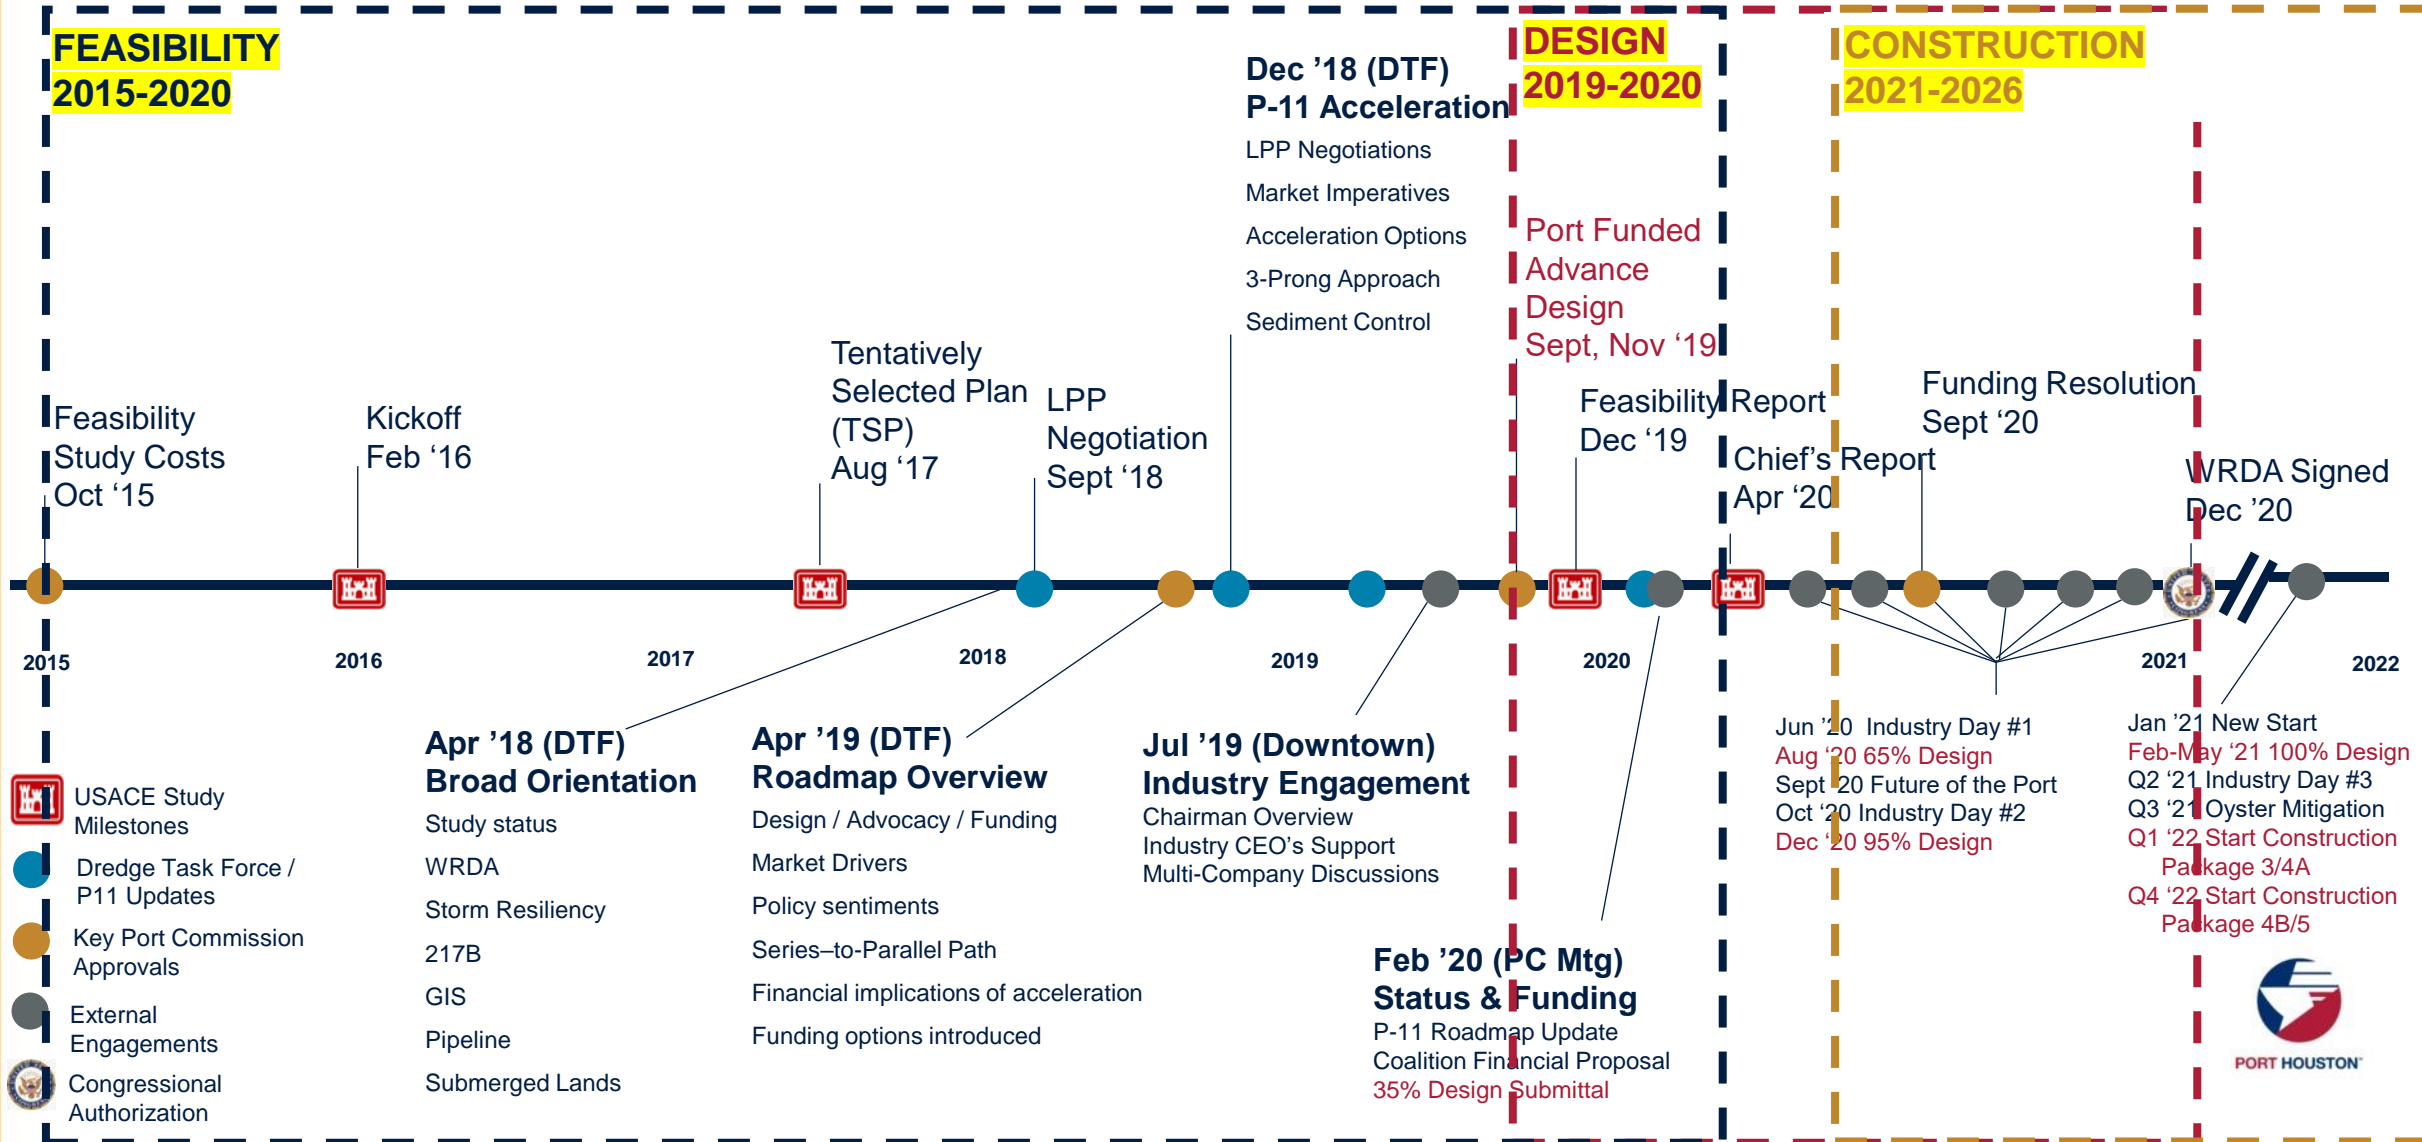 FEASIBILITY
2015-2020
DESIGN
2019-2020
CONSTRUCTION
2021-2026
Dec ’18 (DTF)
P-11 Acceleration
LPP Negotiations
Market Imperatives
Acceleration Options
3-Prong Approach
Sediment Control
Port Funded
Advance
Design
Sept, Nov ‘19
Feasibility
Study Costs
Oct ‘15
Kickoff
Feb ‘16
Tentatively
Selected Plan
(TSP)
Aug ‘17
LPP
Negotiation
Sept ‘18
Feasibility Report
Dec ‘19
Chief’s Report
Apr ‘20
Funding Resolution
Sept ‘20
WRDA Signed
Dec ’20
2015
2016
2017
2018
2019
2020
2021
2022
USACE Study
Milestones
Dredge Task Force /
P11 Updates
Key Port Commission
Approvals
External
Engagements
Congressional
Authorization
Apr ’18 (DTF)
Broad Orientation
Study status
WRDA
Storm Resiliency
217B
GIS
Pipeline
Submerged Lands
Apr ’19 (DTF)
Roadmap Overview
Design / Advocacy / Funding
Market Drivers
Policy sentiments
Series–to-Parallel Path
Financial implications of acceleration
Funding options introduced
Jul ’19 (Downtown)
Industry Engagement
Chairman Overview
Industry CEO’s Support
Multi-Company Discussions
Feb ’20 (PC Mtg)
Status & Funding
P-11 Roadmap Update
Coalition Financial Proposal
35% Design Submittal
Jun ’20 Industry Day #1
Aug ‘20 65% Design
Sept ‘20 Future of the Port
Oct ‘20 Industry Day #2
Dec ‘20 95% Design
Jan ’21 New Start
Feb-May ‘21 100% Design
Q2 ‘21 Industry Day #3
Q3 ‘21 Oyster Mitigation
Q1 ‘22 Start Construction
Package 3/4A
Q4 ‘22 Start Construction
Package 4B/5
PORT HOUSTON